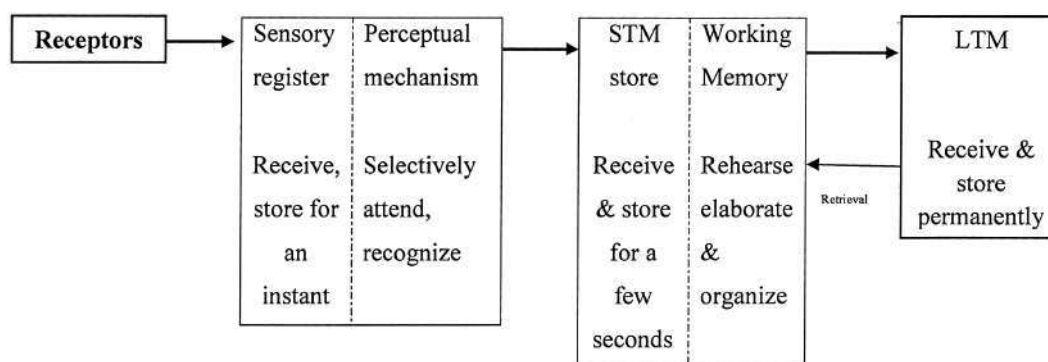 Receptors
Sensory
register
Receive,
store for
an
instant
Perceptual
mechanism
Selectively
attend,
recognize
STM
store
Receive
& store
for a
few
seconds
Working
Memory
Rehearse
elaborate
&
organize
Retrieval
LTM
Receive &
store
permanently